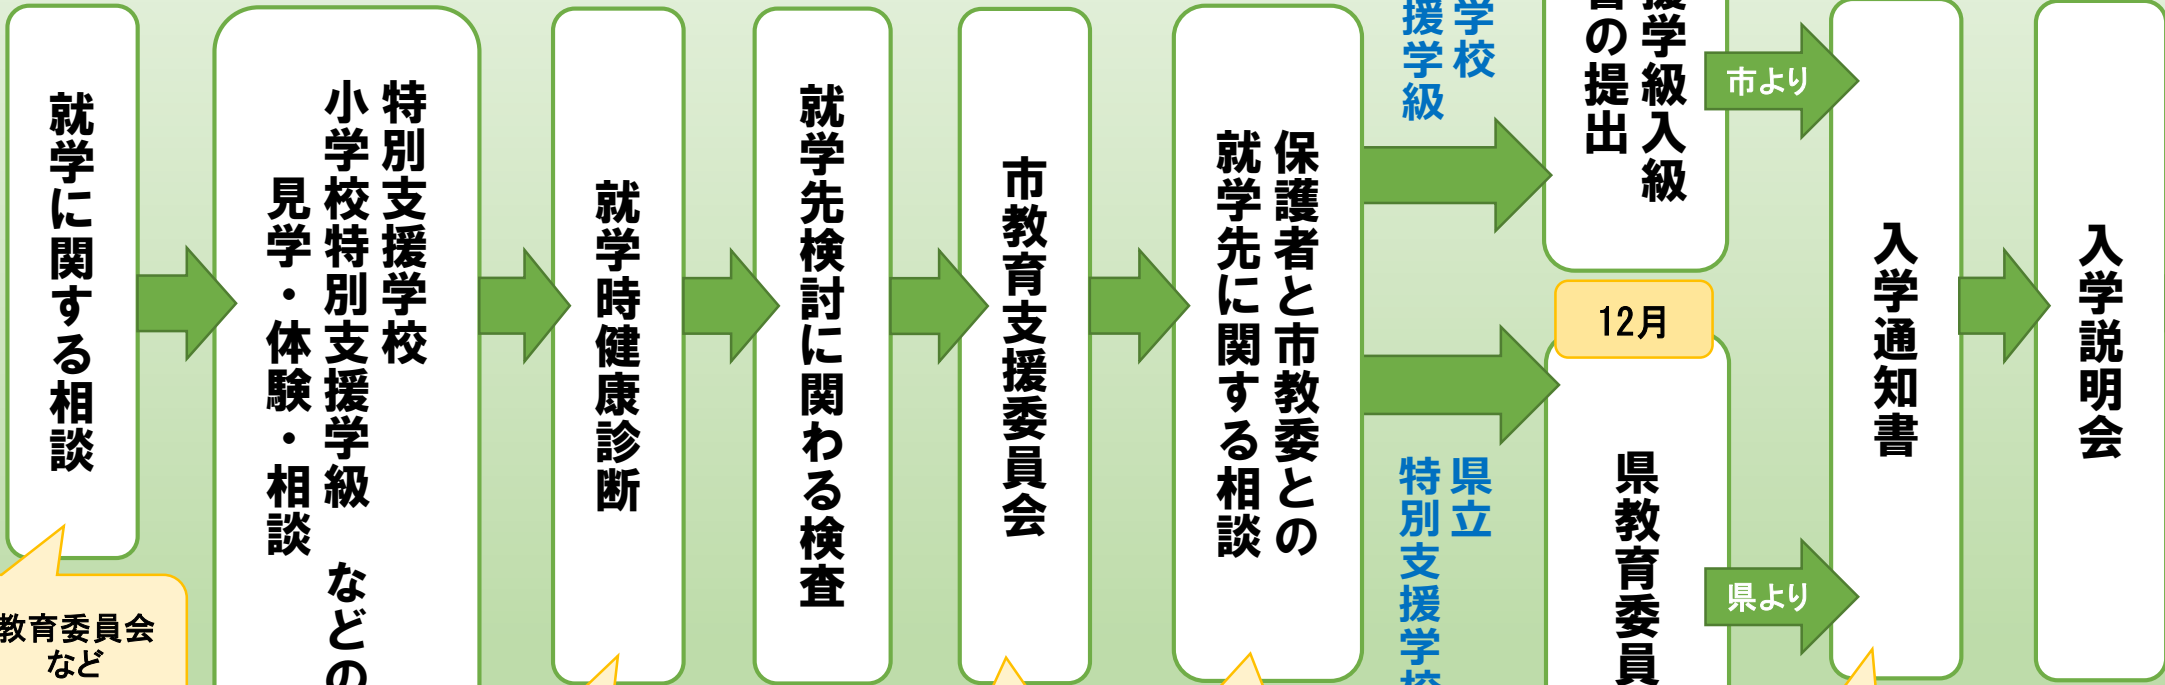 就学に関する相談
教育委員会
など
特別支援学校
小学校特別支援学級 などの
見学・体験・相談
就学時健康診断
就学先検討に関わる検査
市教育支援委員会
保護者と市教委との
就学先に関する相談
学校
援学級
県立
特別支援学校
援学級入級
書の提出
12月
県教育委員
市より
県より
入学通知書
入学説明会